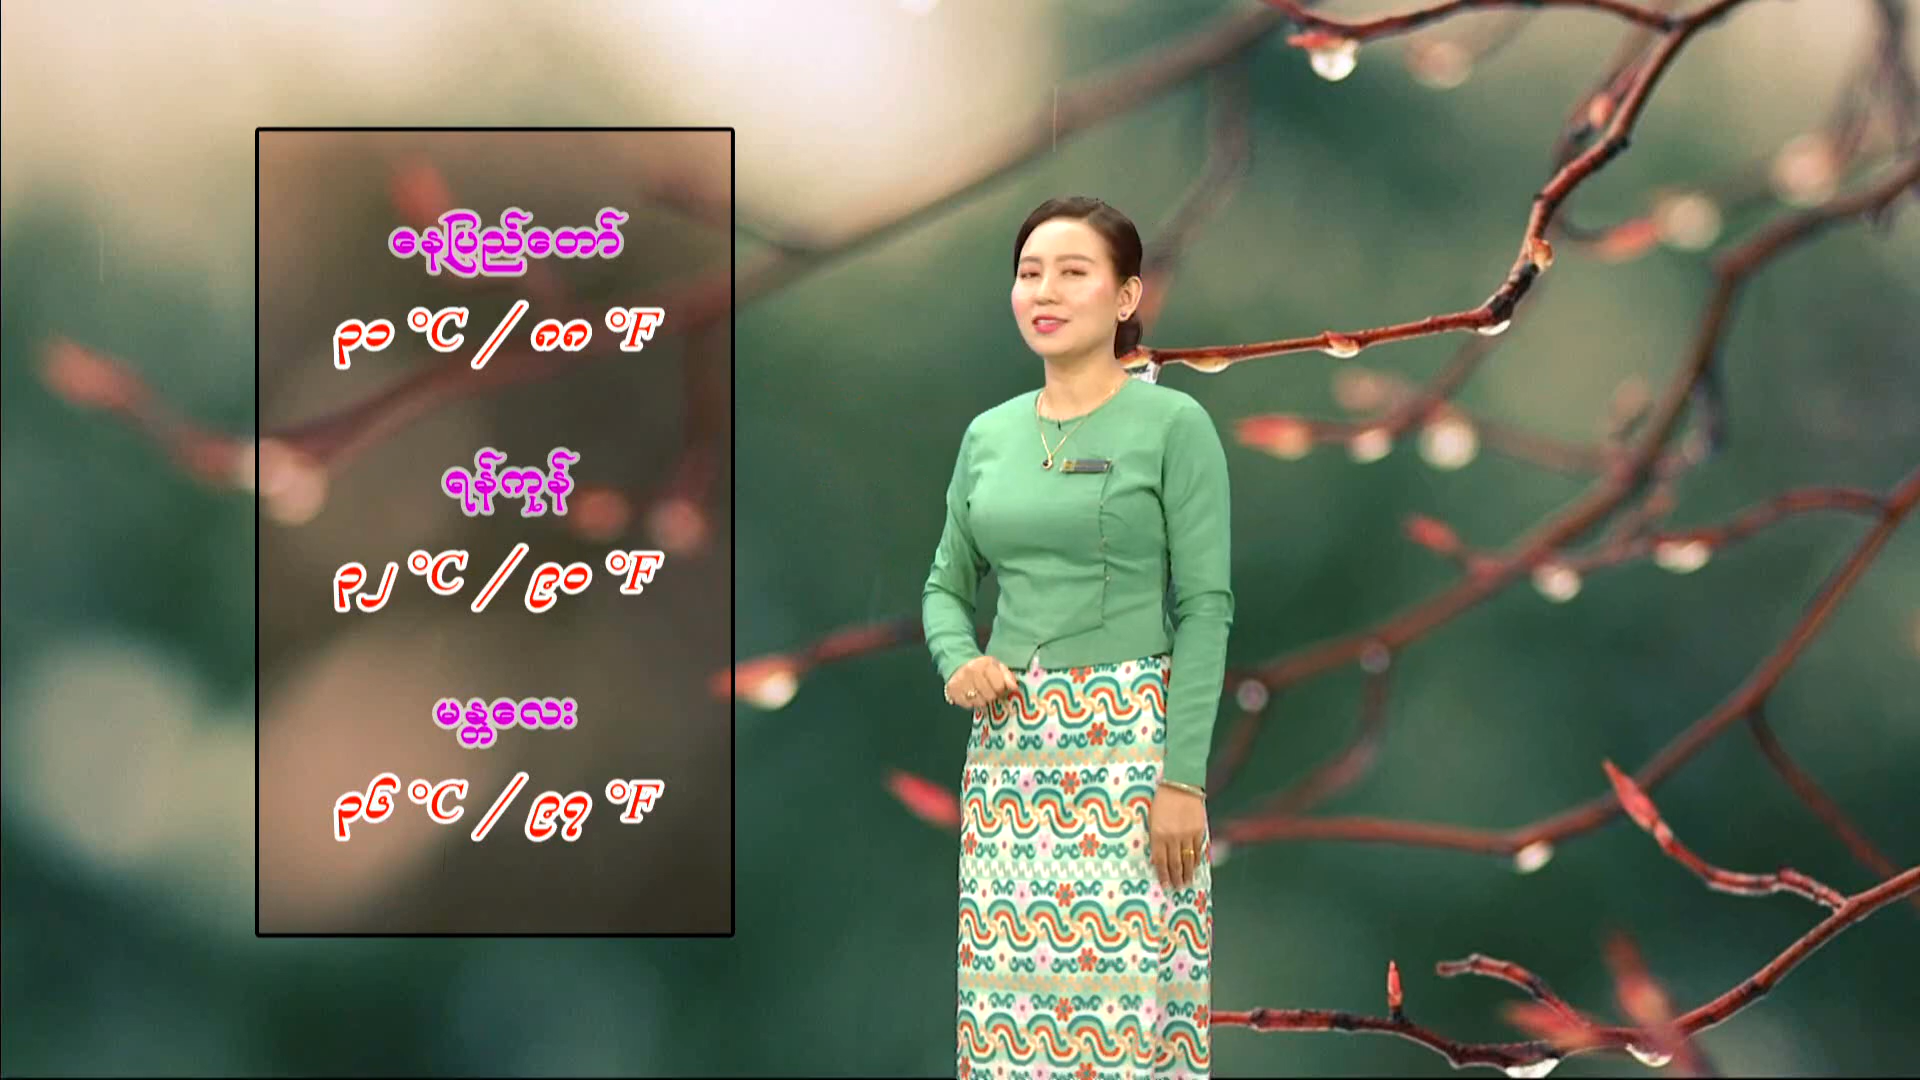 နေပြည်တော်
၃၁ °C / ၈၈ °F
ရန်ကုန်
၃၂ °C / ၉၀ °F
မန္တလေး
၃၆ °C / ၉၇ °F